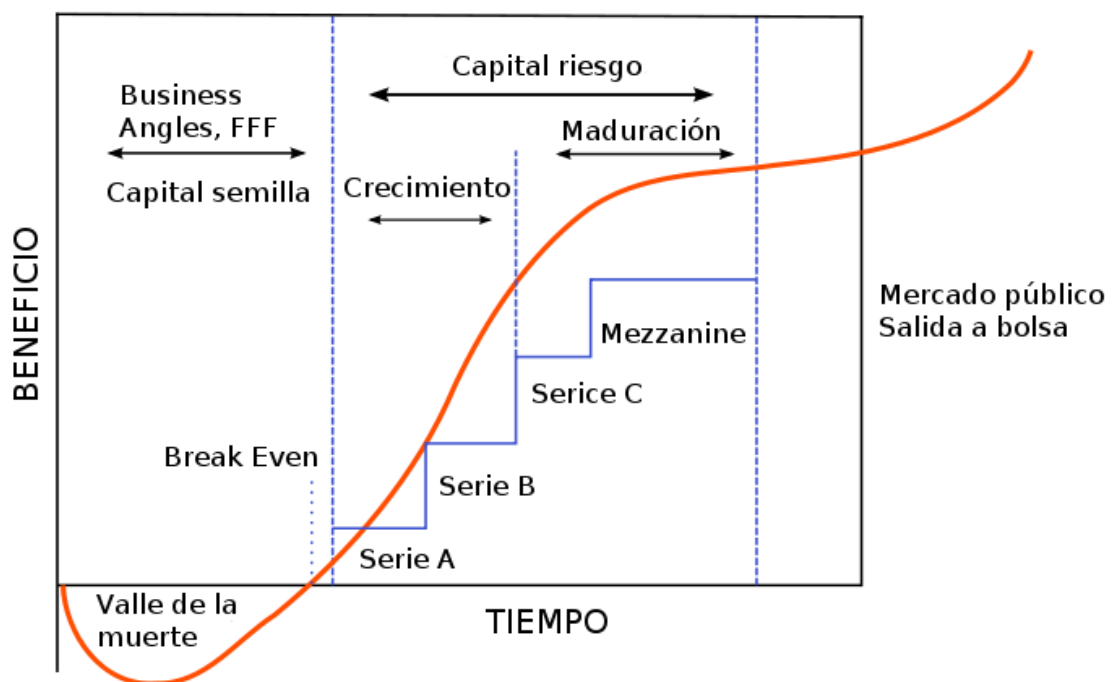 Capital riesgo
Business
Angles, FFF
Maduración
Capital semilla
Crecimiento
BENEFICIO
Mercado público
Salida a bolsa
Mezzanine
Serice C
Break Even
Serie B
Serie A
Valle de la
muerte
TIEMPO